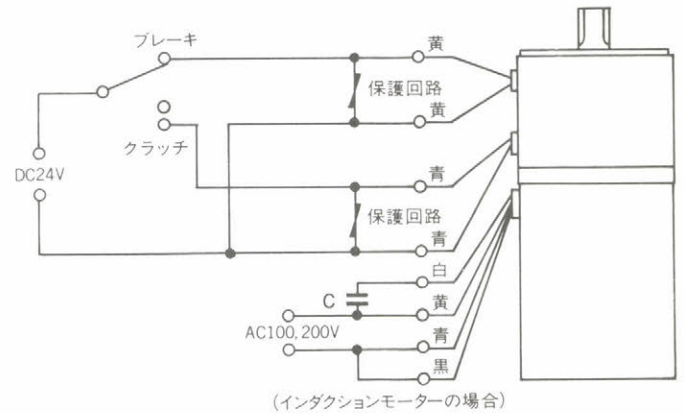 ブレーキ
黄
保護回路
黄
クラッチ
DC24V
青
保護回路
青
白
C
黄
AC100,200V
青
黒
(インダクションモーターの場合)